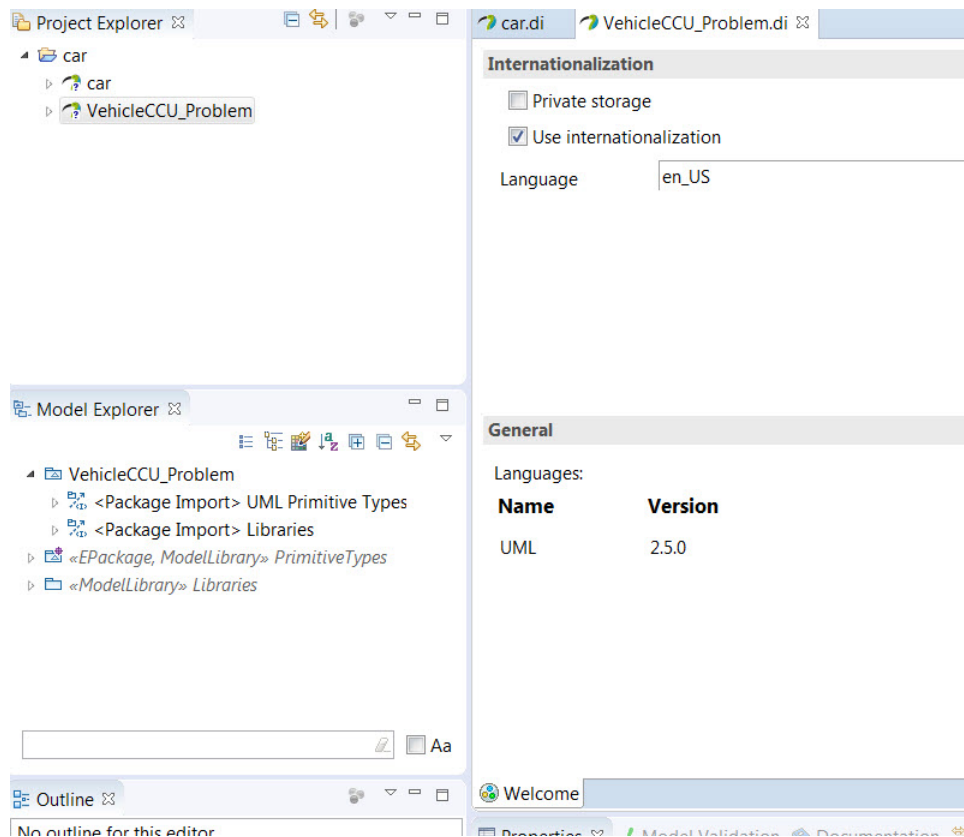 Project Explorer
car
car
VehicleCCU_Problem
Model Explorer
VehicleCCU_Problem
<Package Import> UML Primitive Types
<Package Import> Libraries
«EPackage, ModelLibrary» PrimitiveTypes
«ModelLibrary» Libraries
Aa
Outline
No outline for this editor
car.di VehicleCCU_Problem.di
Internationalization
Private storage
Use internationalization
Language en_US
General
Languages:
Name Version
UML 2.5.0
Welcome
Properties Model Validation Documentation